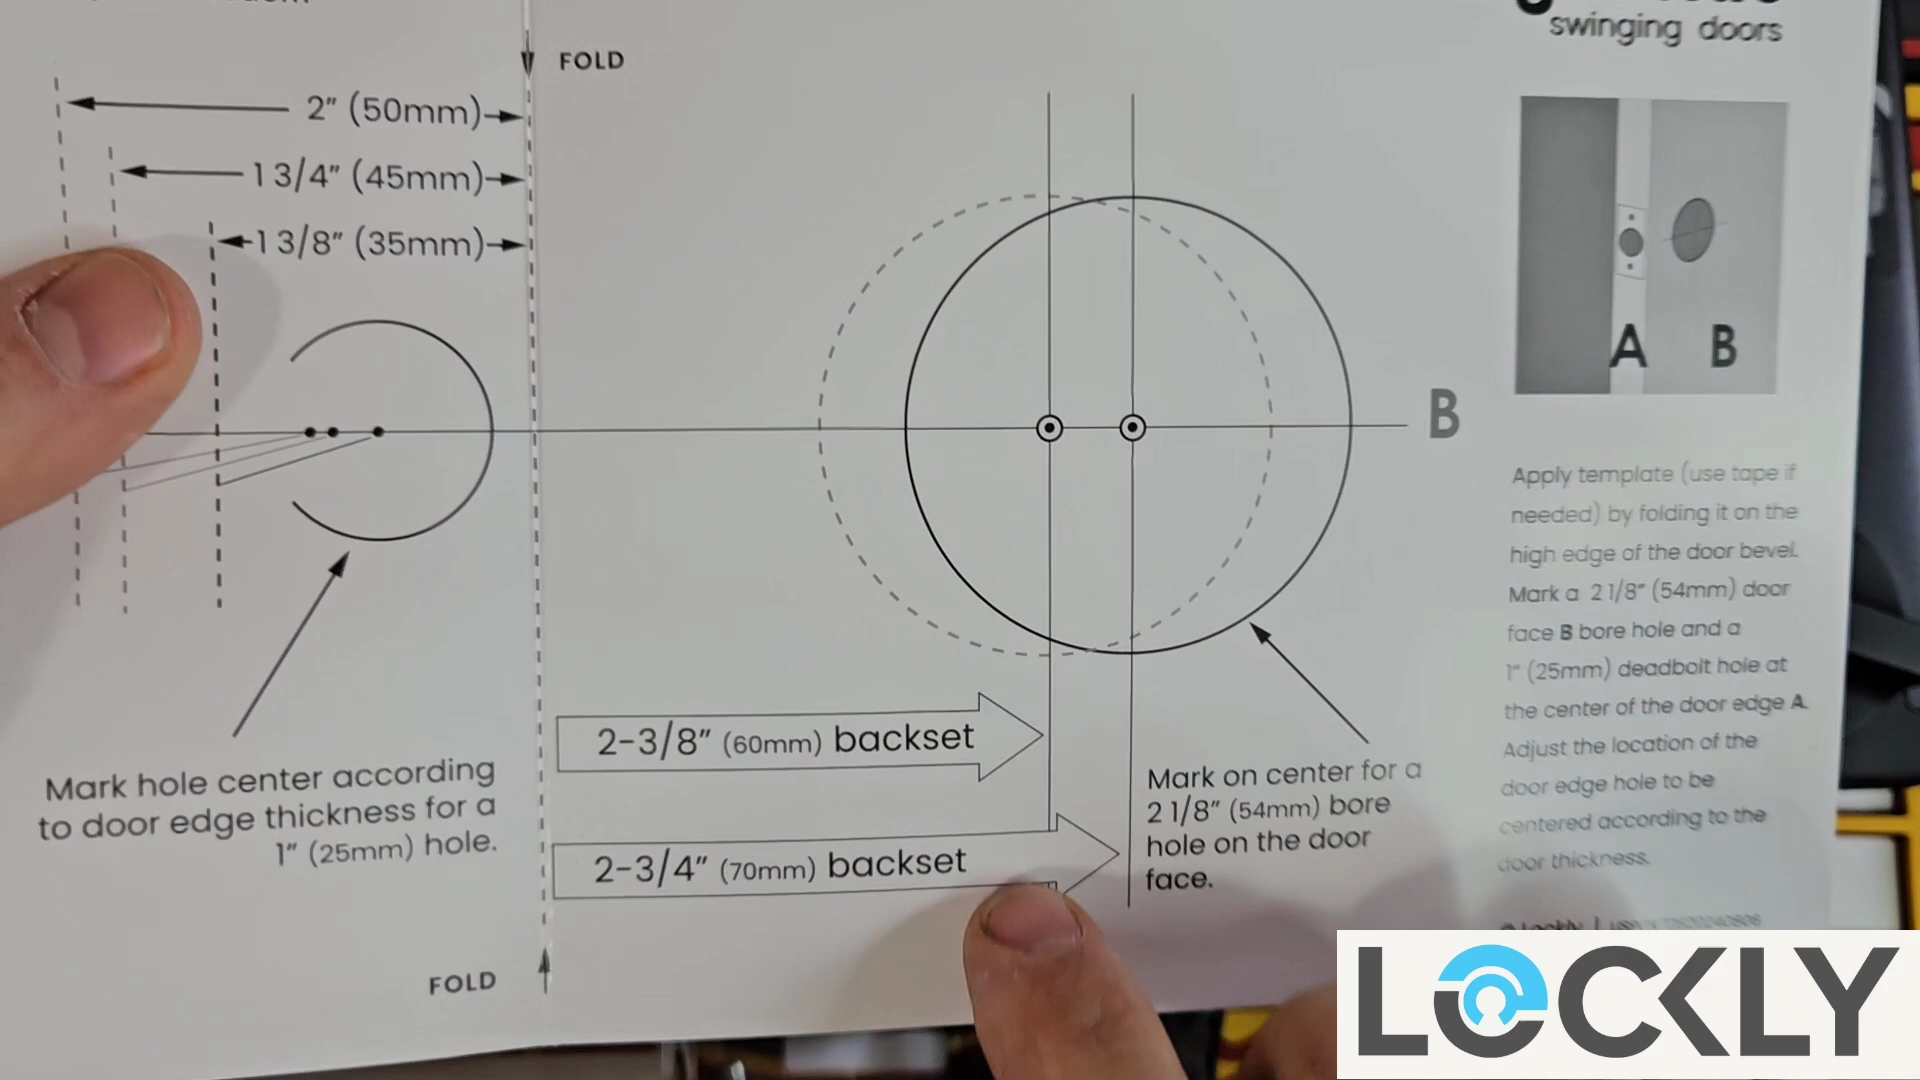 swinging doors
FOLD
2" (50mm)
1 3/4" (45mm)
1 3/8" (35mm)
A B
B
Apply template (use tape if
needed) by folding it on the
high edge of the door bevel.
Mark a 2 1/8" (54mm) door
face B bore hole and a
1" (25mm) deadbolt hole at
the center of the door edge A.
Adjust the location of the
door edge hole to be
centered according to the
door thickness.
Mark hole center according
to door edge thickness for a
1" (25mm) hole.
2-3/8" (60mm) backset
2-3/4" (70mm) backset
Mark on center for a
2 1/8" (54mm) bore
hole on the door
face.
FOLD
LOCKLY